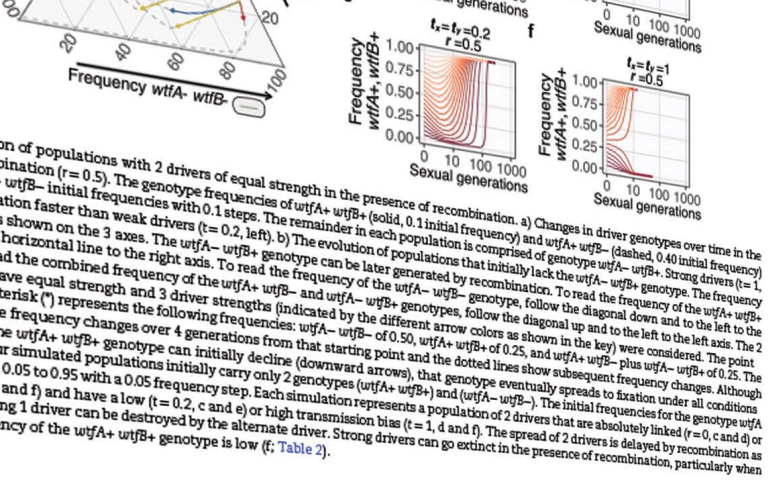 00
20
40
60
80
100
20
Frequency wtfA- wtfB-
generations
0 10 100 1000
Sexual generations
tx=ty=0.2
r=0.5
Frequency
wtfA+, wtfB+
1.00
0.75
0.50
0.25
0.00
0 10 100 1000
Sexual generations
f
tx=ty=1
r=0.5
Frequency
wtfA+, wtfB+
1.00
0.75
0.50
0.25
0.00
0 10 100 1000
Sexual generations
on of populations with 2 drivers of equal strength in the presence of recombination. a) Changes in driver genotypes over time in the
bination (r= 0.5). The genotype frequencies of wtfA+ wtfB+ (solid, 0.1 initial frequency) and wtfA+ wtfB– (dashed, 0.40 initial frequency)
wtfB– initial frequencies with 0.1 steps. The remainder in each population is comprised of genotype wtfA– wtfB+. Strong drivers (t= 1,
ation faster than weak drivers (t= 0.2, left). b) The evolution of populations that initially lack the wtfA– wtfB+ genotype. The frequency
shown on the 3 axes. The wtfA– wtfB+ genotype can be later generated by recombination. To read the frequency of the wtfA+ wtfB+
horizontal line to the right axis. To read the frequency of the wtfA– wtfB– genotype, follow the diagonal down and to the left to the
ad the combined frequency of the wtfA+ wtfB– and wtfA– wtfB+ genotypes, follow the diagonal up and to the left to the left axis. The 2
ave equal strength and 3 driver strengths (indicated by the different arrow colors as shown in the key) were considered. The point
terisk (*) represents the following frequencies: wtfA– wtfB– of 0.50, wtfA+ wtfB+ of 0.25, and wtfA+ wtfB– plus wtfA– wtfB+ of 0.25. The
e frequency changes over 4 generations from that starting point and the dotted lines show subsequent frequency changes. Although
he wtfA+ wtfB+ genotype can initially decline (downward arrows), that genotype eventually spreads to fixation under all conditions
ur simulated populations initially carry only 2 genotypes (wtfA+ wtfB+) and (wtfA– wtfB–). The initial frequencies for the genotype wtfA
0.05 to 0.95 with a 0.05 frequency step. Each simulation represents a population of 2 drivers that are absolutely linked (r= 0, c and d) or
and f) and have a low (t= 0.2, c and e) or high transmission bias (t= 1, d and f). The spread of 2 drivers is delayed by recombination as
ng 1 driver can be destroyed by the alternate driver. Strong drivers can go extinct in the presence of recombination, particularly when
ncy of the wtfA+ wtfB+ genotype is low (f; Table 2).